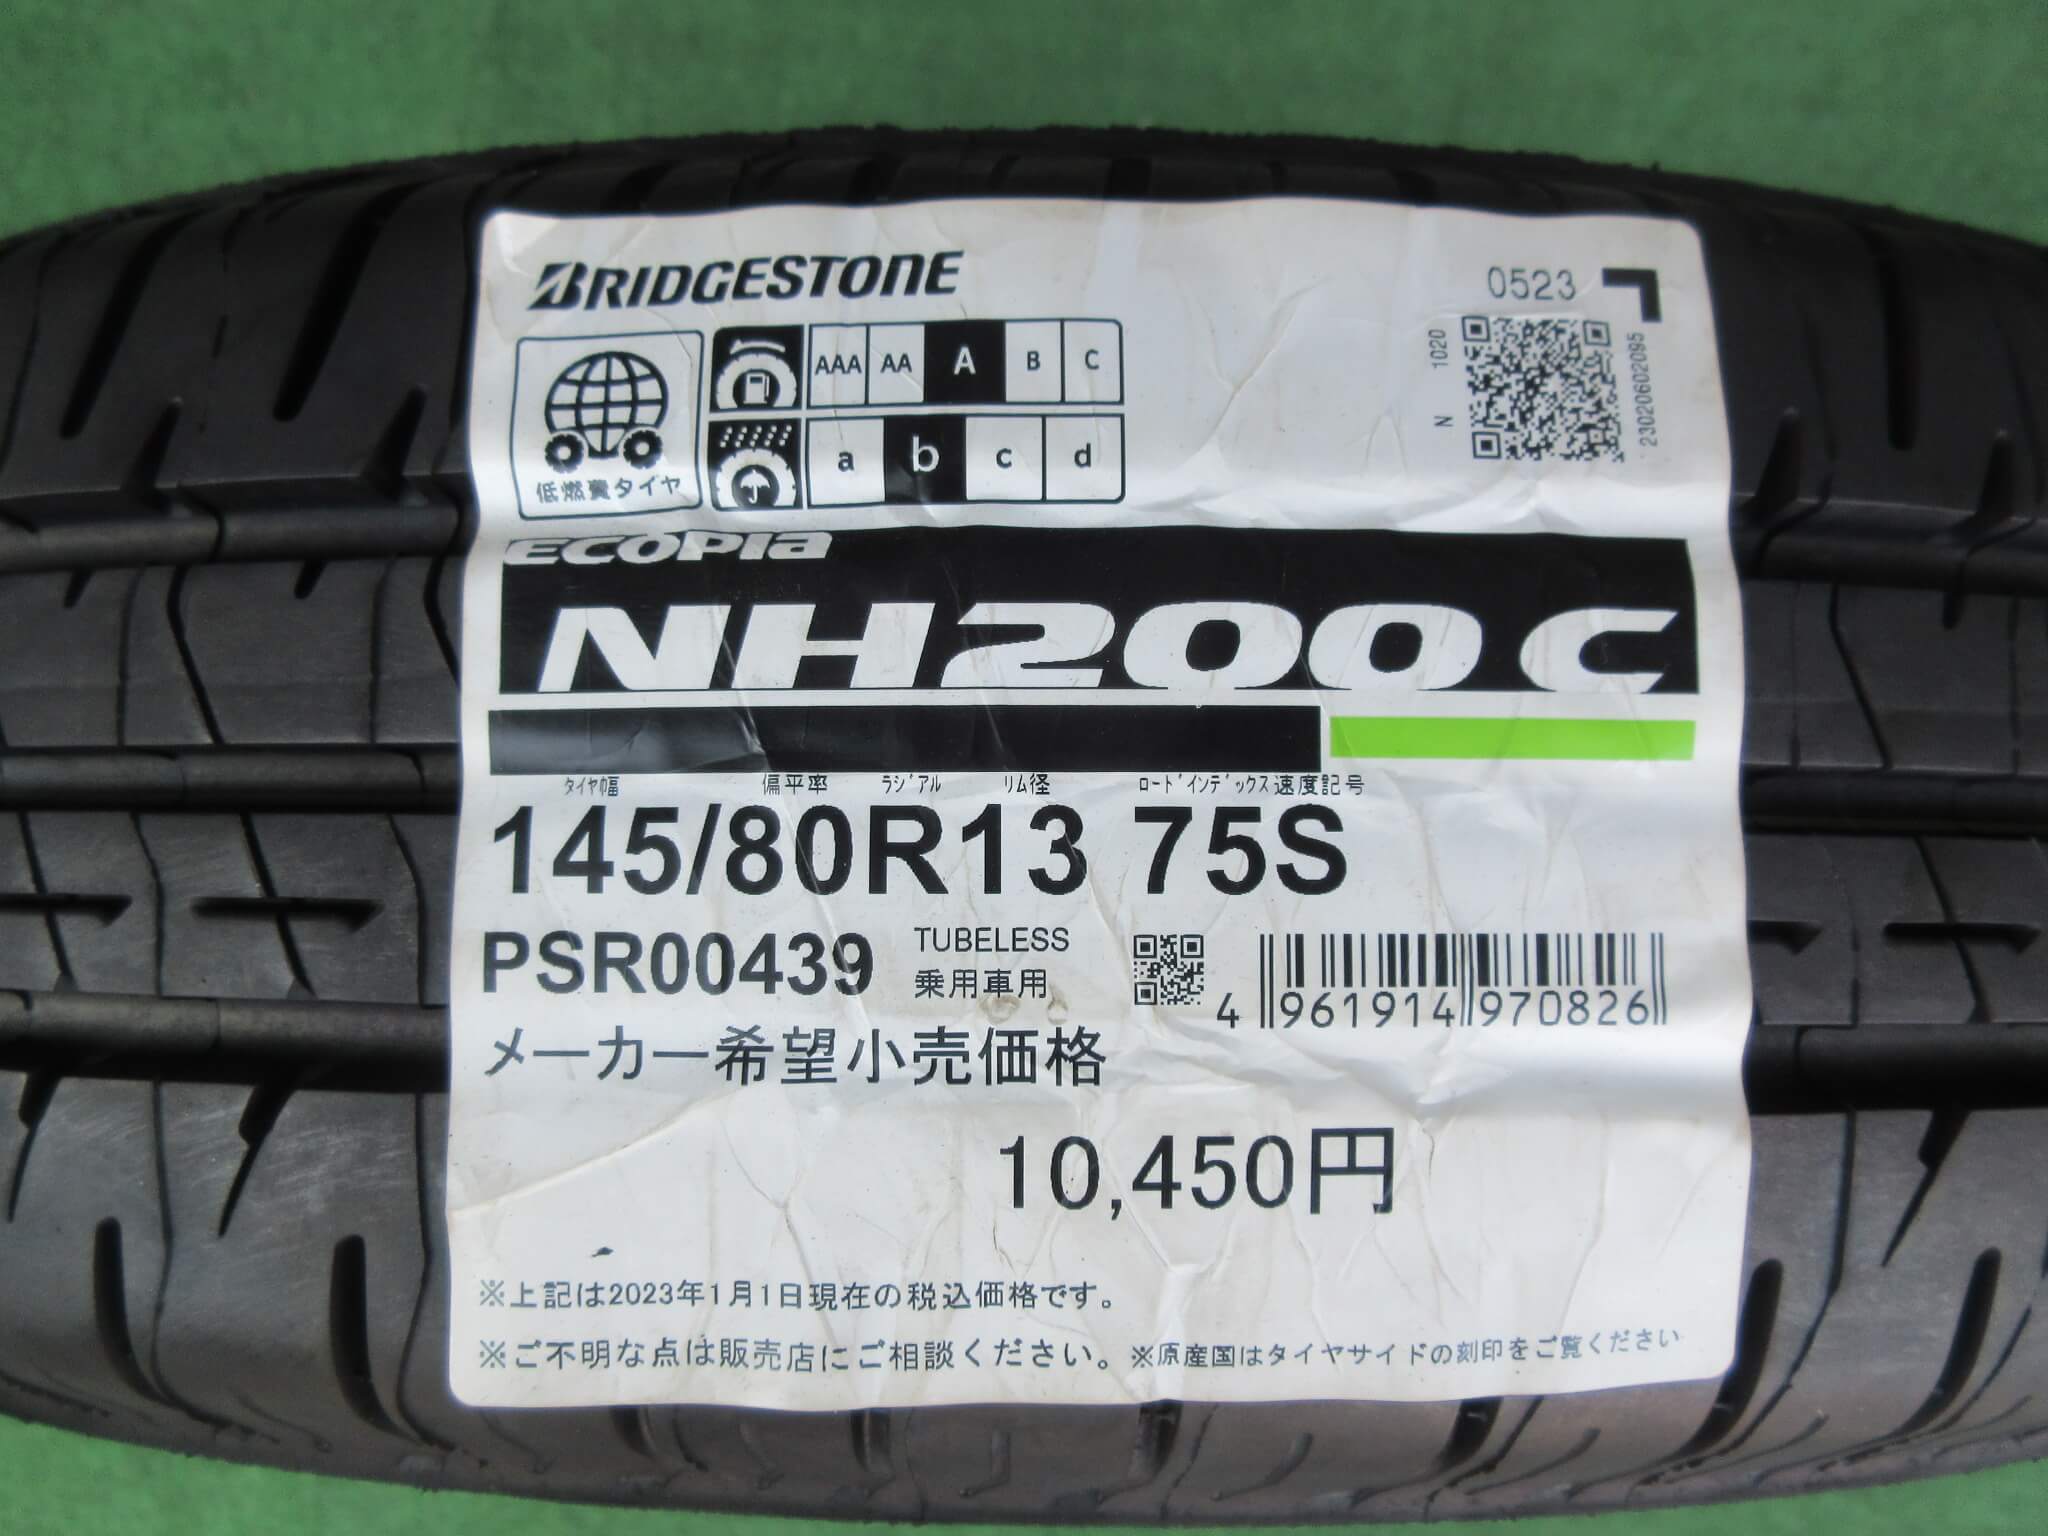 BRIDGESTONE
0523
N 1020
23020602095
AAA AA A B C
a b c d
低燃費タイヤ
ECOPIA
NH200 C
タイヤ幅 偏平率 ラジアル リム径 ロードインデックス 速度記号
145/80R13 75S
PSR00439 TUBELESS
乗用車用
4 961914 970826
メーカー希望小売価格
10,450円
※上記は2023年1月1日現在の税込価格です。
※ご不明な点は販売店にご相談ください。※原産国はタイヤサイドの刻印をご覧ください